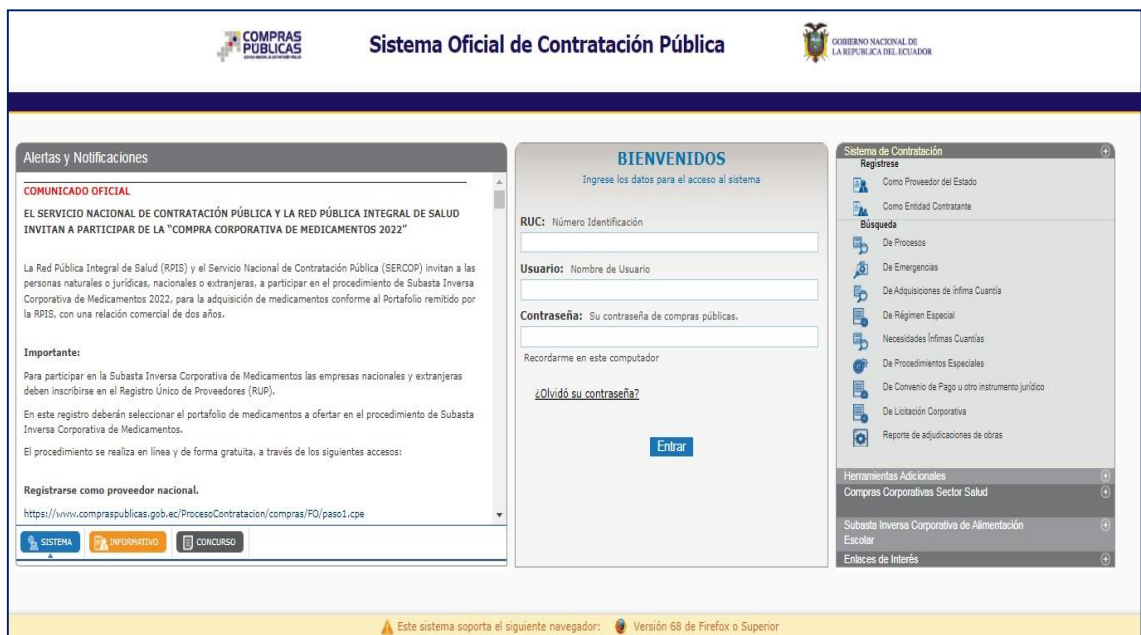 COMPRAS
PÚBLICAS
Sistema Oficial de Contratación Pública
GOBIERNO NACIONAL DE
LA REPUBLICA DEL ECUADOR
Alertas y Notificaciones
COMUNICADO OFICIAL
EL SERVICIO NACIONAL DE CONTRATACIÓN PÚBLICA Y LA RED PÚBLICA INTEGRAL DE SALUD
INVITAN A PARTICIPAR DE LA “COMPRA CORPORATIVA DE MEDICAMENTOS 2022”
La Red Pública Integral de Salud (RPIS) y el Servicio Nacional de Contratación Pública (SERCOP) invitan a las
personas naturales o jurídicas, nacionales o extranjeras, a participar en el procedimiento de Subasta Inversa
Corporativa de Medicamentos 2022, para la adquisición de medicamentos conforme al Portafolio remitido por
la RPIS, con una relación comercial de dos años.
Importante:
Para participar en la Subasta Inversa Corporativa de Medicamentos las empresas nacionales y extranjeras
deben inscribirse en el Registro Único de Proveedores (RUP).
En este registro deberán seleccionar el portafolio de medicamentos a ofertar en el procedimiento de Subasta
Inversa Corporativa de Medicamentos.
El procedimiento se realiza en línea y de forma gratuita, a través de los siguientes accesos:
Registrarse como proveedor nacional.
https://www.compraspublicas.gob.ec/ProcesoContratacion/compras/FO/paso1.cpe
SISTEMA
INFORMATIVO
CONCURSO
BIENVENIDOS
Ingrese los datos para el acceso al sistema
RUC: Número Identificación
Usuario: Nombre de Usuario
Contraseña: Su contraseña de compras públicas.
Recordarme en este computador
¿Olvidó su contraseña?
Entrar
Sistema de Contratación
Regístrese
Como Proveedor del Estado
Como Entidad Contratante
Búsqueda
De Procesos
De Emergencias
De Adquisiciones de ínfima Cuantía
De Régimen Especial
Necesidades Ínfimas Cuantías
De Procedimientos Especiales
De Convenio de Pago u otro instrumento jurídico
De Licitación Corporativa
Reporte de adjudicaciones de obras
Herramientas Adicionales
Compras Corporativas Sector Salud
Subasta Inversa Corporativa de Alimentación
Escolar
Enlaces de Interés
Este sistema soporta el siguiente navegador: Versión 68 de Firefox o Superior